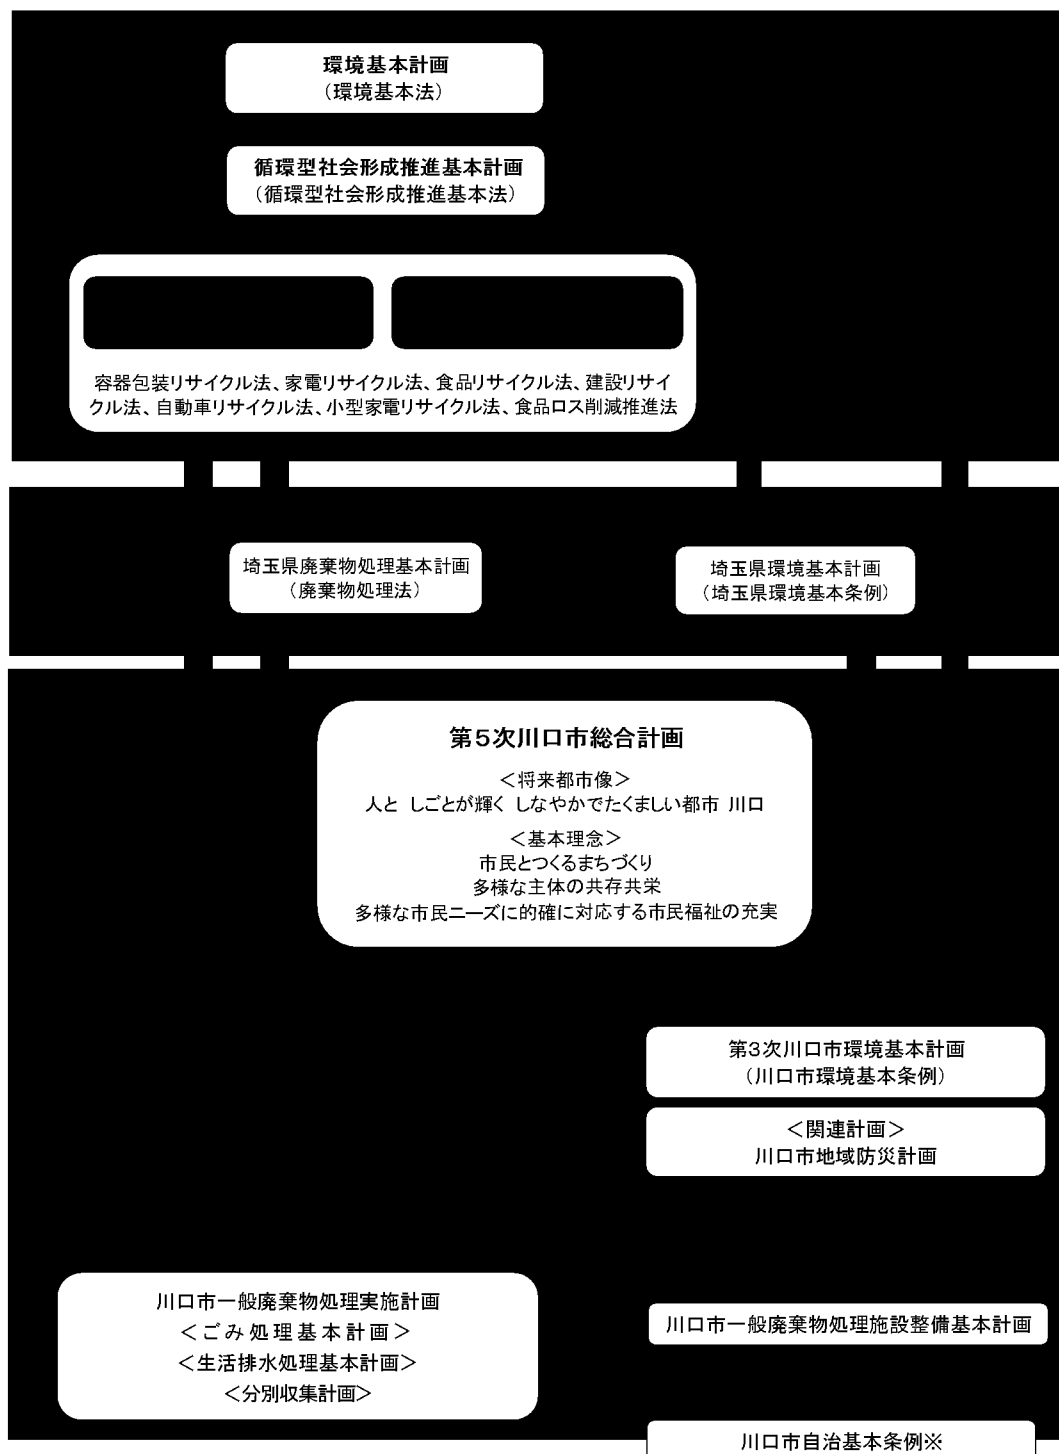 環境基本計画
(環境基本法)
循環型社会形成推進基本計画
(循環型社会形成推進基本法)
容器包装リサイクル法、家電リサイクル法、食品リサイクル法、建設リサイ
クル法、自動車リサイクル法、小型家電リサイクル法、食品ロス削減推進法
埼玉県廃棄物処理基本計画
(廃棄物処理法)
埼玉県環境基本計画
(埼玉県環境基本条例)
第5次川口市総合計画
＜将来都市像＞
人と しごとが輝く しなやかでたくましい都市 川口
＜基本理念＞
市民とつくるまちづくり
多様な主体の共存共栄
多様な市民ニーズに的確に対応する市民福祉の充実
第3次川口市環境基本計画
(川口市環境基本条例)
＜関連計画＞
川口市地域防災計画
川口市一般廃棄物処理実施計画
＜ごみ処理基本計画＞
＜生活排水処理基本計画＞
＜分別収集計画＞
川口市一般廃棄物処理施設整備基本計画
川口市自治基本条例※